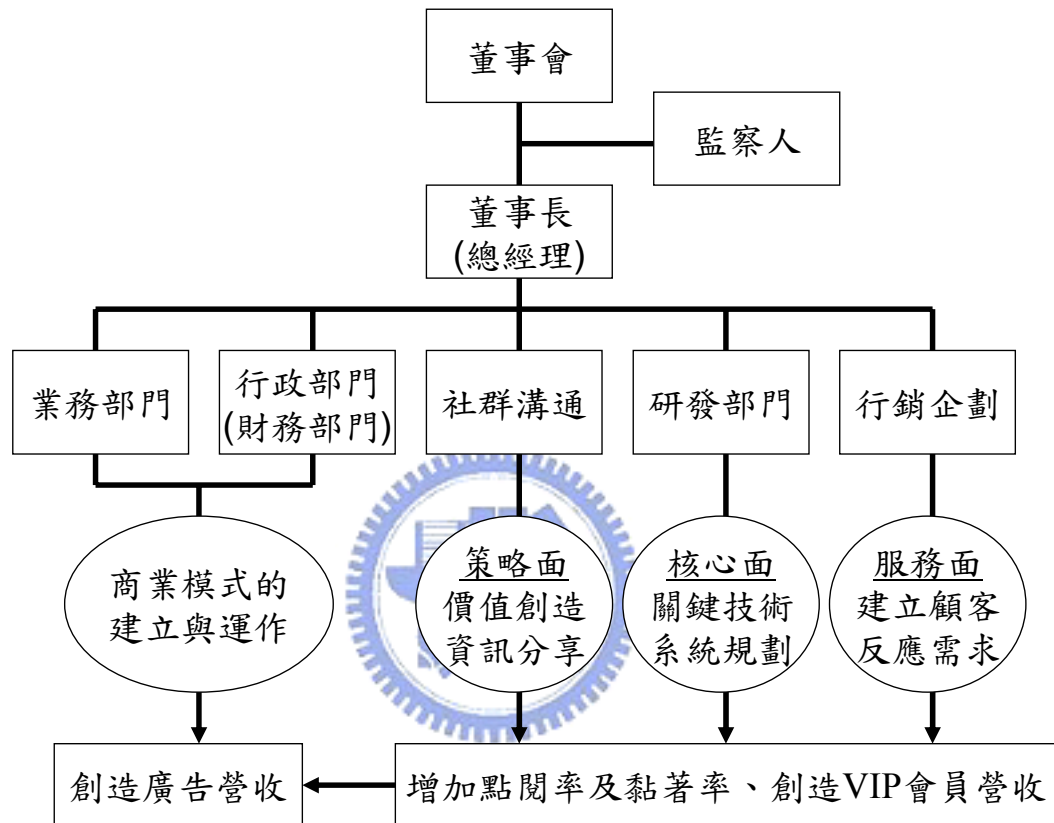 董事會
監察人
董事長
(總經理)
業務部門
行政部門
(財務部門)
社群溝通
研發部門
行銷企劃
商業模式的
建立與運作
策略面
價值創造
資訊分享
核心面
關鍵技術
系統規劃
服務面
建立顧客
反應需求
創造廣告營收
增加點閱率及黏著率、創造VIP會員營收